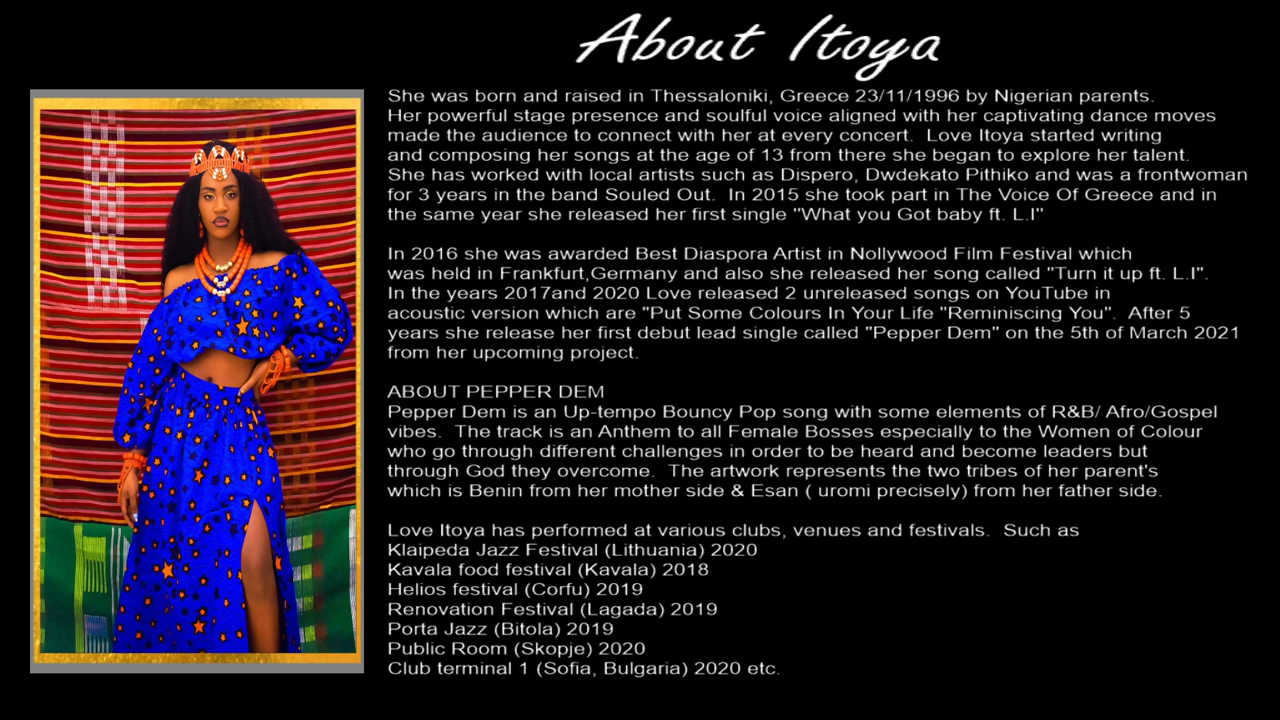 About Itoya
She was born and raised in Thessaloniki, Greece 23/11/1996 by Nigerian parents.
Her powerful stage presence and soulful voice aligned with her captivating dance moves
made the audience to connect with her at every concert . Love Itoya started writing
and composing her songs at the age of 13 from there she began to explore her talent.
She has worked with local artists such as Dispero, Dwdekato Pithiko and was a frontwoman
for 3 years in the band Souled Out. In 2015 she took part in The Voice Of Greece and in
the same year she released her first single "What you Got baby ft. L.I"
In 2016 she was awarded Best Diaspora Artist in Nollywood Film Festival which
was held in Frankfurt,Germany and also she released her song called "Turn it up ft. L.I".
In the years 2017and 2020 Love released 2 unreleased songs on YouTube in
acoustic version which are "Put Some Colours In Your Life "Reminiscing You". After 5
years she release her first debut lead single called "Pepper Dem" on the 5th of March 2021
from her upcoming project.
ABOUT PEPPER DEM
Pepper Dem is an Up-tempo Bouncy Pop song with some elements of R&B/ Afro/Gospel
vibes. The track is an Anthem to all Female Bosses especially to the Women of Colour
who go through different challenges in order to be heard and become leaders but
through God they overcome. The artwork represents the two tribes of her parent's
which is Benin from her mother side & Esan ( uromi precisely) from her father side.
Love Itoya has performed at various clubs, venues and festivals. Such as
Klaipeda Jazz Festival (Lithuania) 2020
Kavala food festival (Kavala) 2018
Helios festival (Corfu) 2019
Renovation Festival (Lagada) 2019
Porta Jazz (Bitola) 2019
Public Room (Skopje) 2020
Club terminal 1 (Sofia, Bulgaria) 2020 etc.